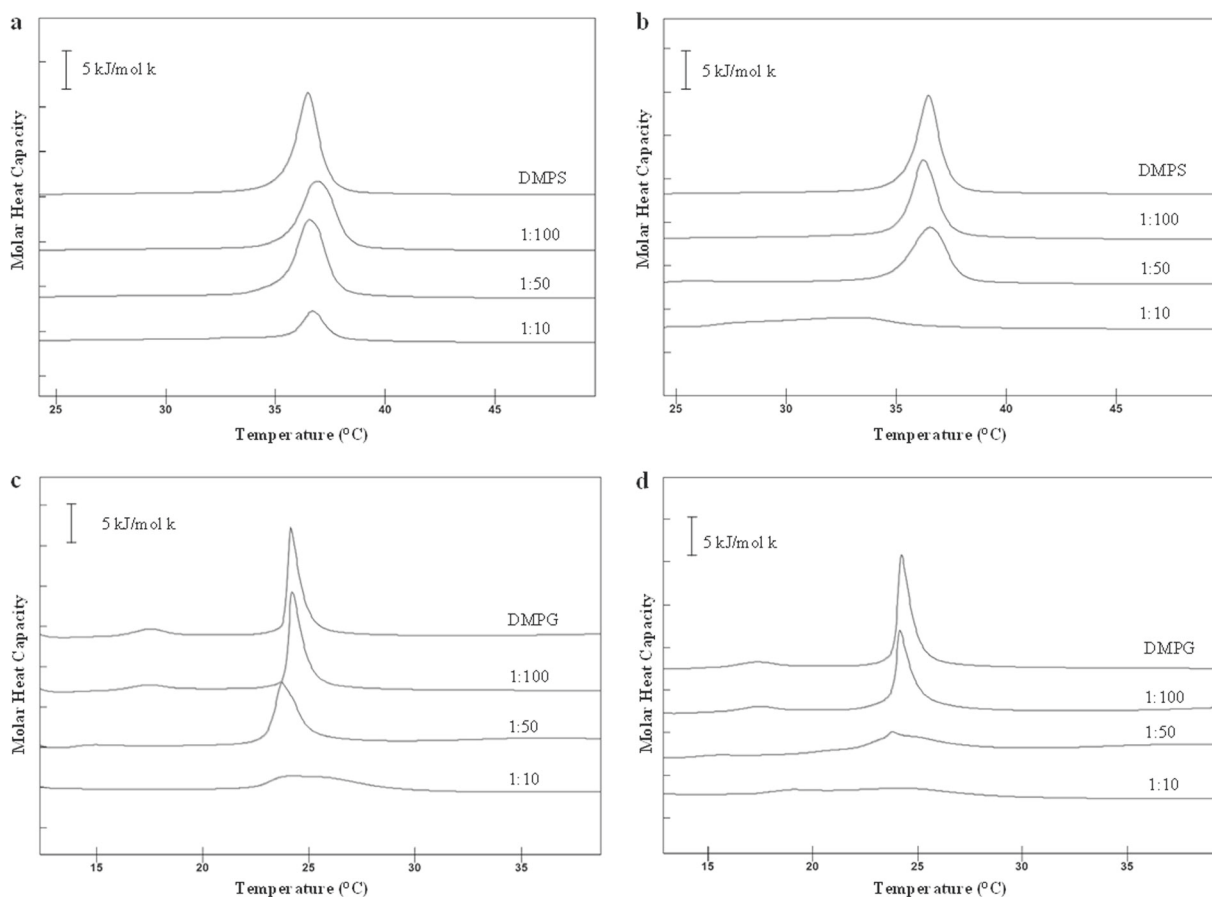 a
5 kJ/mol k
Molar Heat Capacity
DMPS
1:100
1:50
1:10
25 30 35 40 45
Temperature (°C)
b
5 kJ/mol k
Molar Heat Capacity
DMPS
1:100
1:50
1:10
25 30 35 40 45
Temperature (°C)
c
5 kJ/mol k
Molar Heat Capacity
DMPG
1:100
1:50
1:10
15 20 25 30 35
Temperature (°C)
d
5 kJ/mol k
Molar Heat Capacity
DMPG
1:100
1:50
1:10
15 20 25 30 35
Temperature (°C)